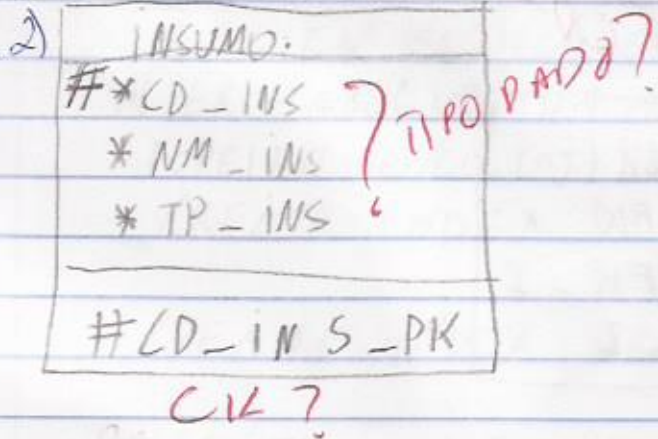 2)
INSUMO.
#*CD_INS
*NM_INS
*TP_INS
TIPO DADO?
#CD_INS_PK
CK?